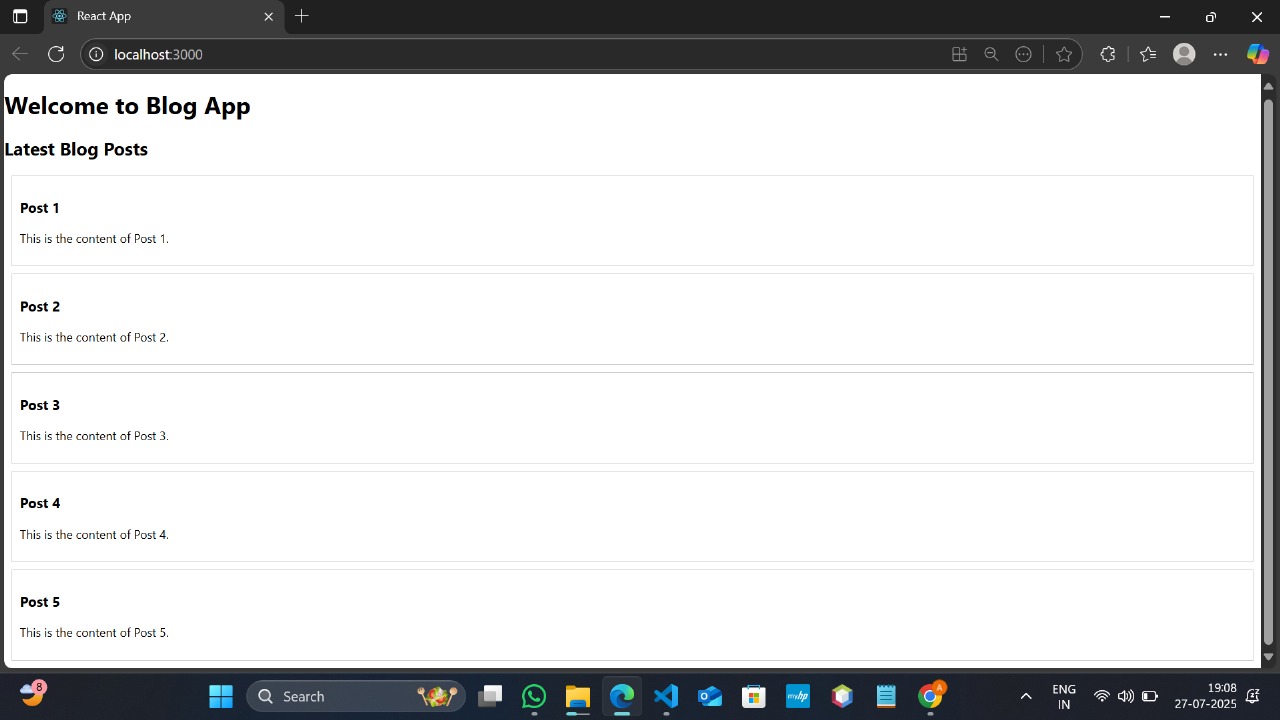 React App
localhost:3000
Welcome to Blog App
Latest Blog Posts
Post 1
This is the content of Post 1.
Post 2
This is the content of Post 2.
Post 3
This is the content of Post 3.
Post 4
This is the content of Post 4.
Post 5
This is the content of Post 5.
8
Search
myhp
A
ENG
IN
19:08
27-07-2025